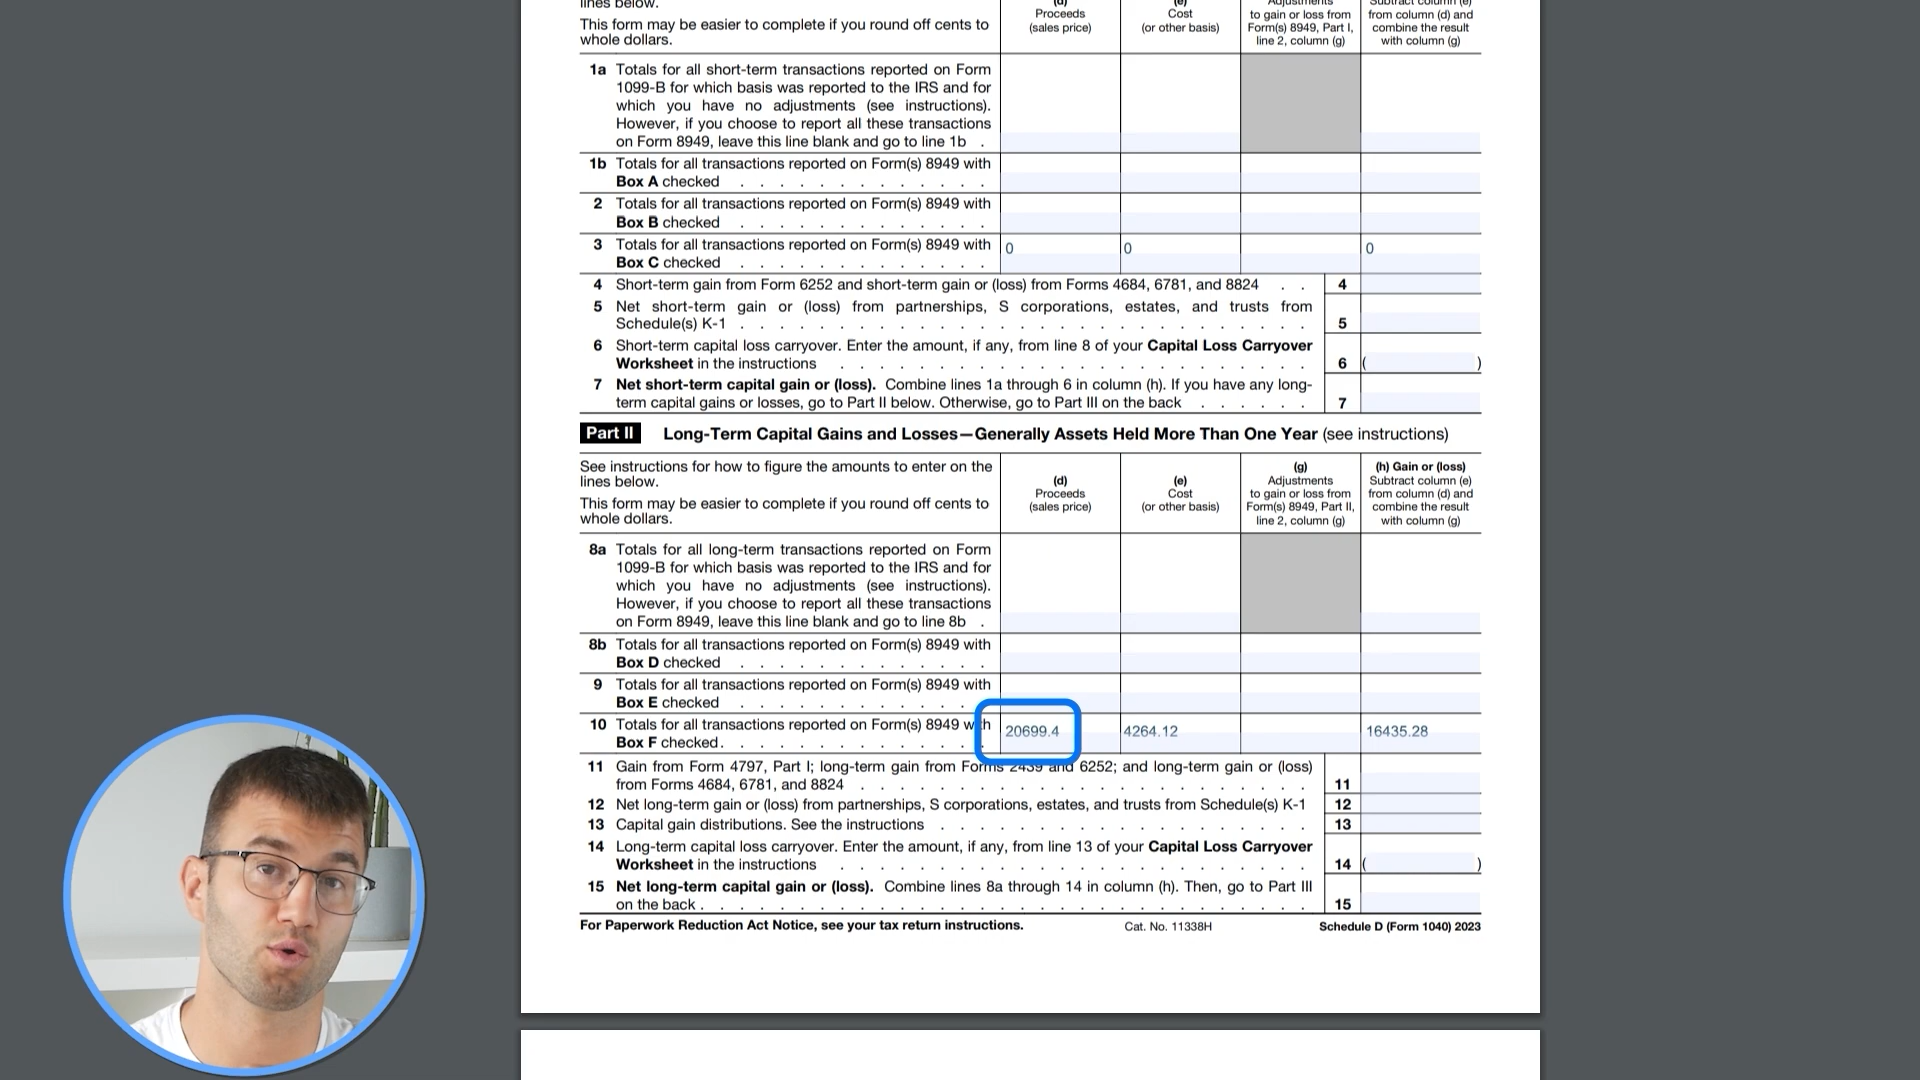 lines below.
This form may be easier to complete if you round off cents to
whole dollars.
(d)
Proceeds
(sales price)
(e)
Cost
(or other basis)
Adjustments
to gain or loss from
Form(s) 8949, Part I,
line 2, column (g)
Subtract column (e)
from column (d) and
combine the result
with column (g)
1a Totals for all short-term transactions reported on Form
1099-B for which basis was reported to the IRS and for
which you have no adjustments (see instructions).
However, if you choose to report all these transactions
on Form 8949, leave this line blank and go to line 1b .
1b Totals for all transactions reported on Form(s) 8949 with
Box A checked . . . . . . . . . . . . .
2 Totals for all transactions reported on Form(s) 8949 with
Box B checked . . . . . . . . . . . . .
3 Totals for all transactions reported on Form(s) 8949 with 0 0 0
Box C checked . . . . . . . . . . . . .
4 Short-term gain from Form 6252 and short-term gain or (loss) from Forms 4684, 6781, and 8824 . . 4
5 Net short-term gain or (loss) from partnerships, S corporations, estates, and trusts from
Schedule(s) K-1 . . . . . . . . . . . . . . . . . . . . . . . . . . . . . 5
6 Short-term capital loss carryover. Enter the amount, if any, from line 8 of your Capital Loss Carryover
Worksheet in the instructions . . . . . . . . . . . . . . . . . . . . . . . . 6 ( )
7 Net short-term capital gain or (loss). Combine lines 1a through 6 in column (h). If you have any long-
term capital gains or losses, go to Part II below. Otherwise, go to Part III on the back . . . . . . 7
Part II Long-Term Capital Gains and Losses—Generally Assets Held More Than One Year (see instructions)
See instructions for how to figure the amounts to enter on the
lines below.
This form may be easier to complete if you round off cents to
whole dollars.
(d)
Proceeds
(sales price)
(e)
Cost
(or other basis)
(g)
Adjustments
to gain or loss from
Form(s) 8949, Part II,
line 2, column (g)
(h) Gain or (loss)
Subtract column (e)
from column (d) and
combine the result
with column (g)
8a Totals for all long-term transactions reported on Form
1099-B for which basis was reported to the IRS and for
which you have no adjustments (see instructions).
However, if you choose to report all these transactions
on Form 8949, leave this line blank and go to line 8b .
8b Totals for all transactions reported on Form(s) 8949 with
Box D checked . . . . . . . . . . . . .
9 Totals for all transactions reported on Form(s) 8949 with
Box E checked . . . . . . . . . . . .
10 Totals for all transactions reported on Form(s) 8949 with 20699.4 4264.12 16435.28
Box F checked. . . . . . . . . . . . . .
11 Gain from Form 4797, Part I; long-term gain from Forms 2439 and 6252; and long-term gain or (loss)
from Forms 4684, 6781, and 8824 . . . . . . . . . . . . . . . . . . . . . . . 11
12 Net long-term gain or (loss) from partnerships, S corporations, estates, and trusts from Schedule(s) K-1 12
13 Capital gain distributions. See the instructions . . . . . . . . . . . . . . . . . . . 13
14 Long-term capital loss carryover. Enter the amount, if any, from line 13 of your Capital Loss Carryover
Worksheet in the instructions . . . . . . . . . . . . . . . . . . . . . . . . 14 ( )
15 Net long-term capital gain or (loss). Combine lines 8a through 14 in column (h). Then, go to Part III
on the back . . . . . . . . . . . . . . . . . . . . . . . . . . . . . . . 15
For Paperwork Reduction Act Notice, see your tax return instructions. Cat. No. 11338H Schedule D (Form 1040) 2023